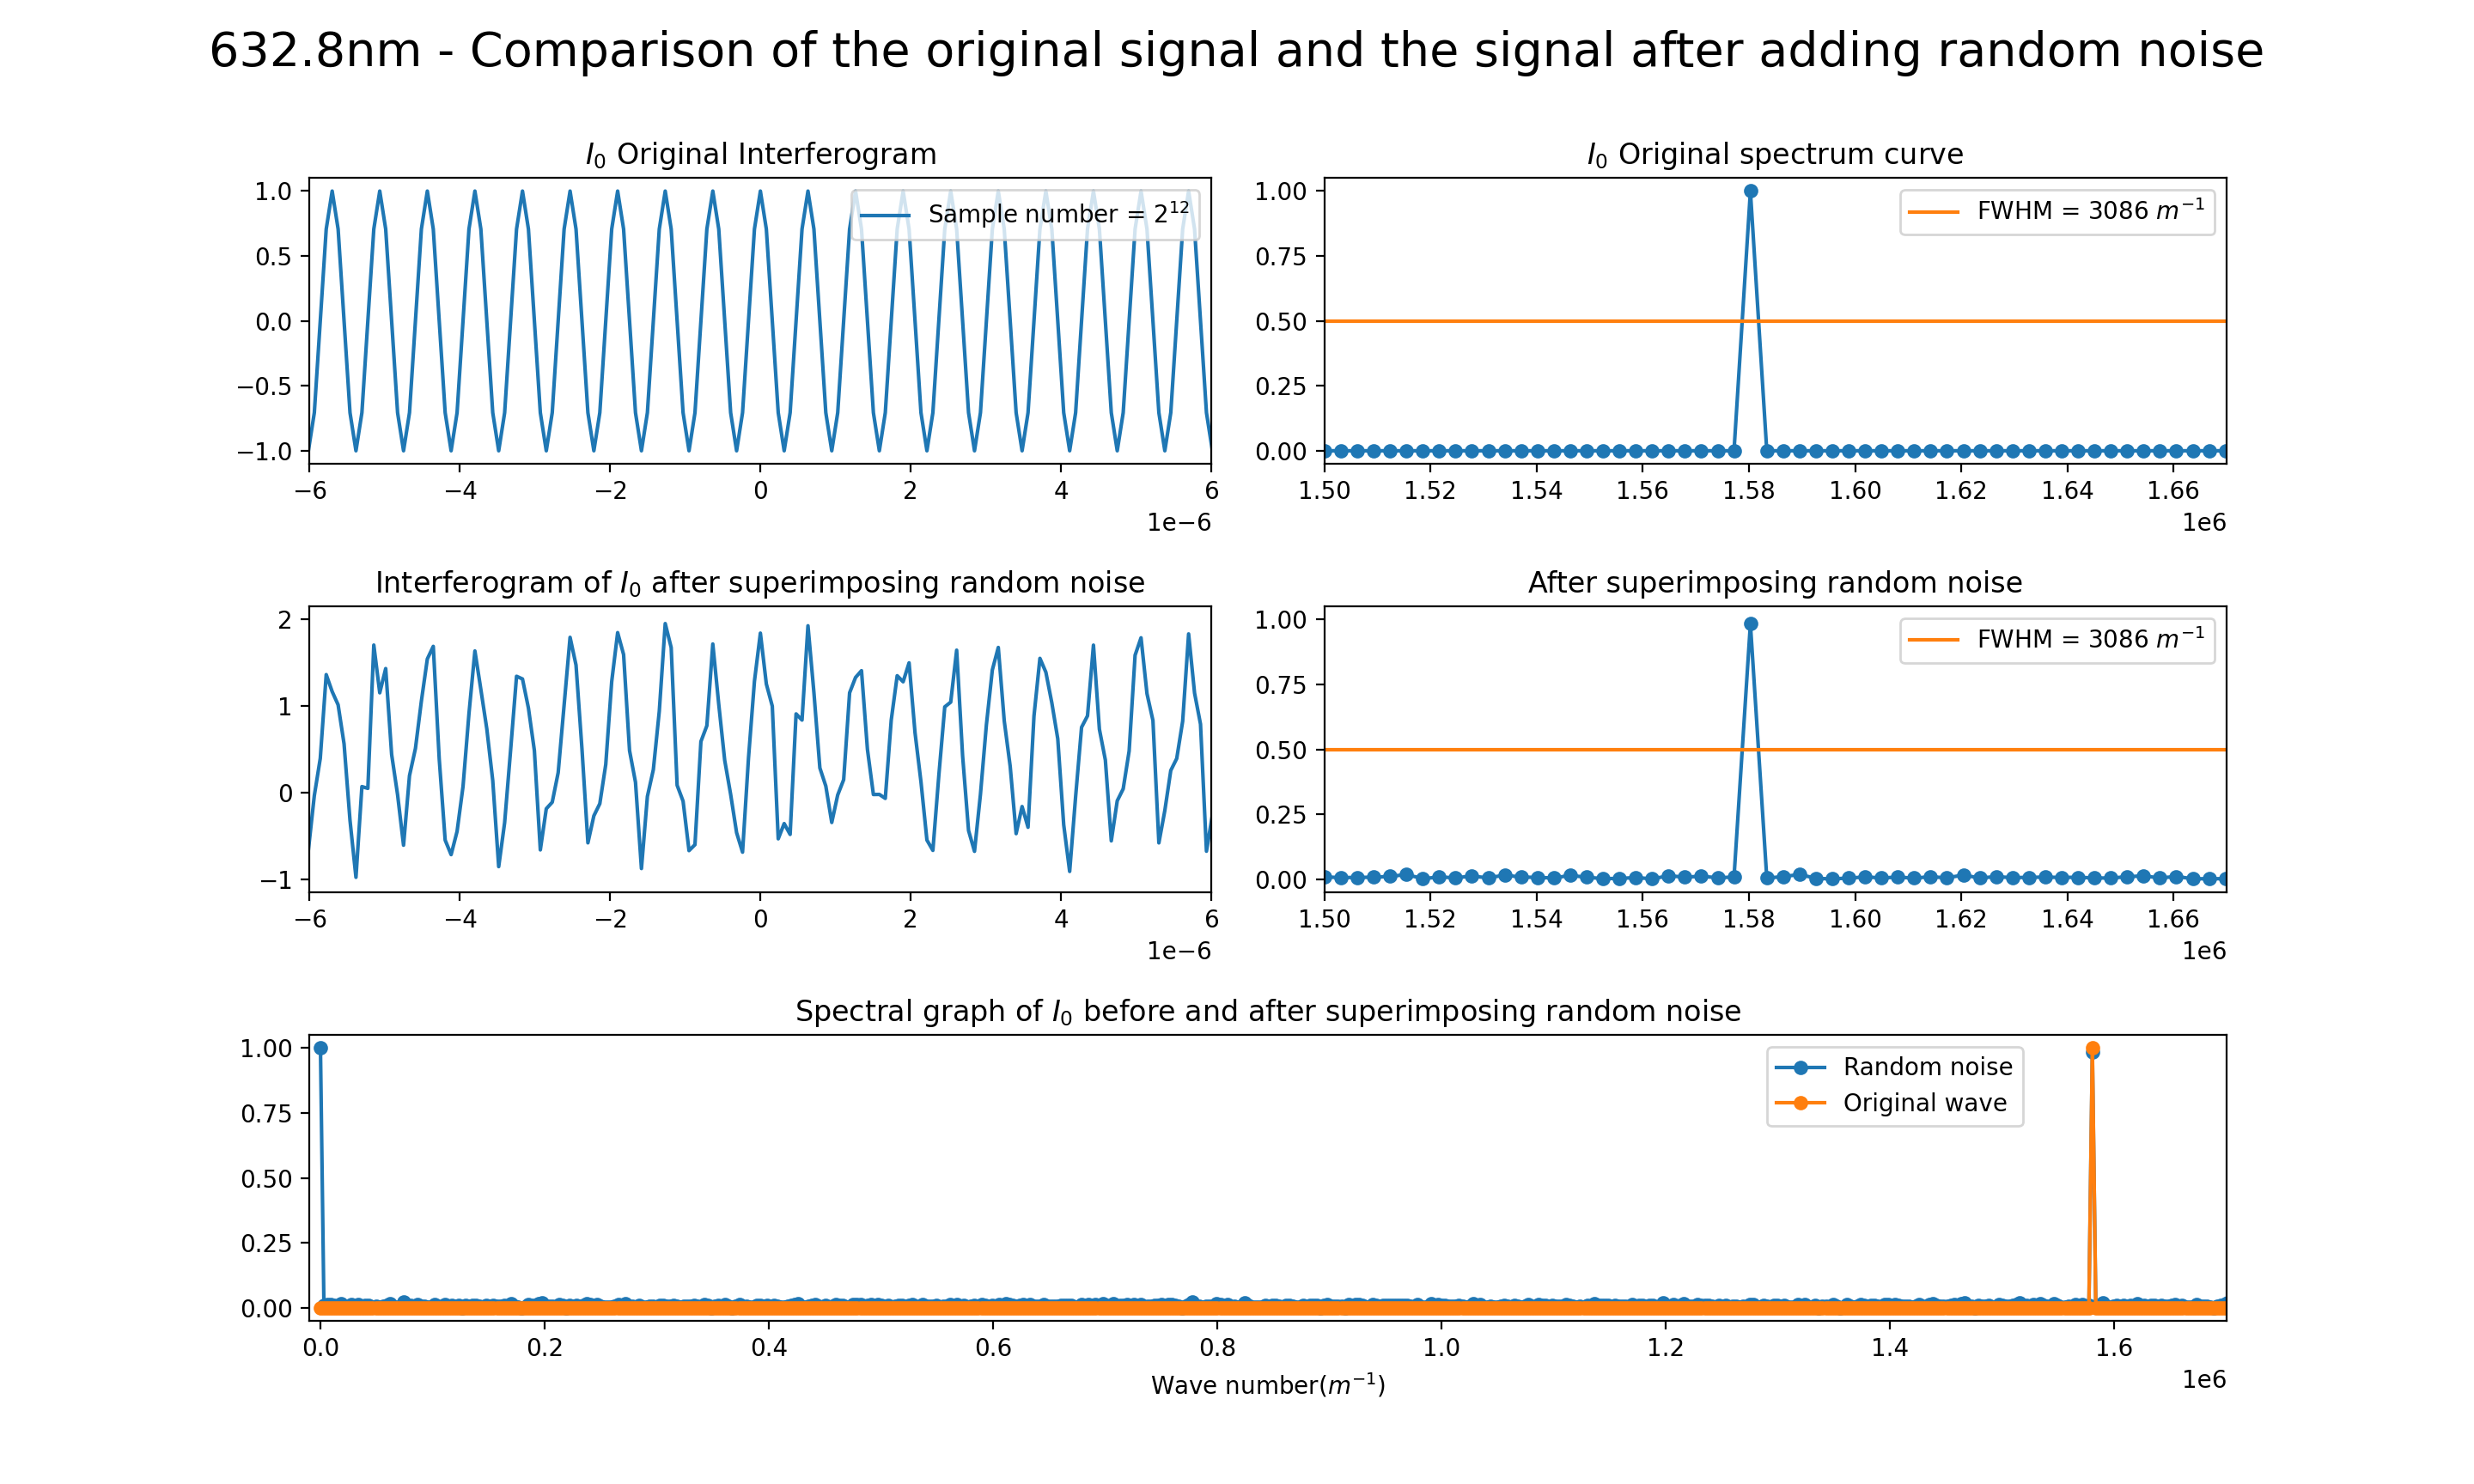 632.8nm - Comparison of the original signal and the signal after adding random noise
I₀ Original Interferogram
1.0
0.5
0.0
−0.5
−1.0
Sample number = 2¹²
−6 −4 −2 0 2 4 6
1e−6
I₀ Original spectrum curve
1.00
0.75
0.50
0.25
0.00
FWHM = 3086 m⁻¹
1.50 1.52 1.54 1.56 1.58 1.60 1.62 1.64 1.66
1e6
Interferogram of I₀ after superimposing random noise
2
1
0
−1
−6 −4 −2 0 2 4 6
1e−6
After superimposing random noise
1.00
0.75
0.50
0.25
0.00
FWHM = 3086 m⁻¹
1.50 1.52 1.54 1.56 1.58 1.60 1.62 1.64 1.66
1e6
Spectral graph of I₀ before and after superimposing random noise
1.00
0.75
0.50
0.25
0.00
Random noise
Original wave
0.0 0.2 0.4 0.6 0.8 1.0 1.2 1.4 1.6
Wave number(m⁻¹)
1e6